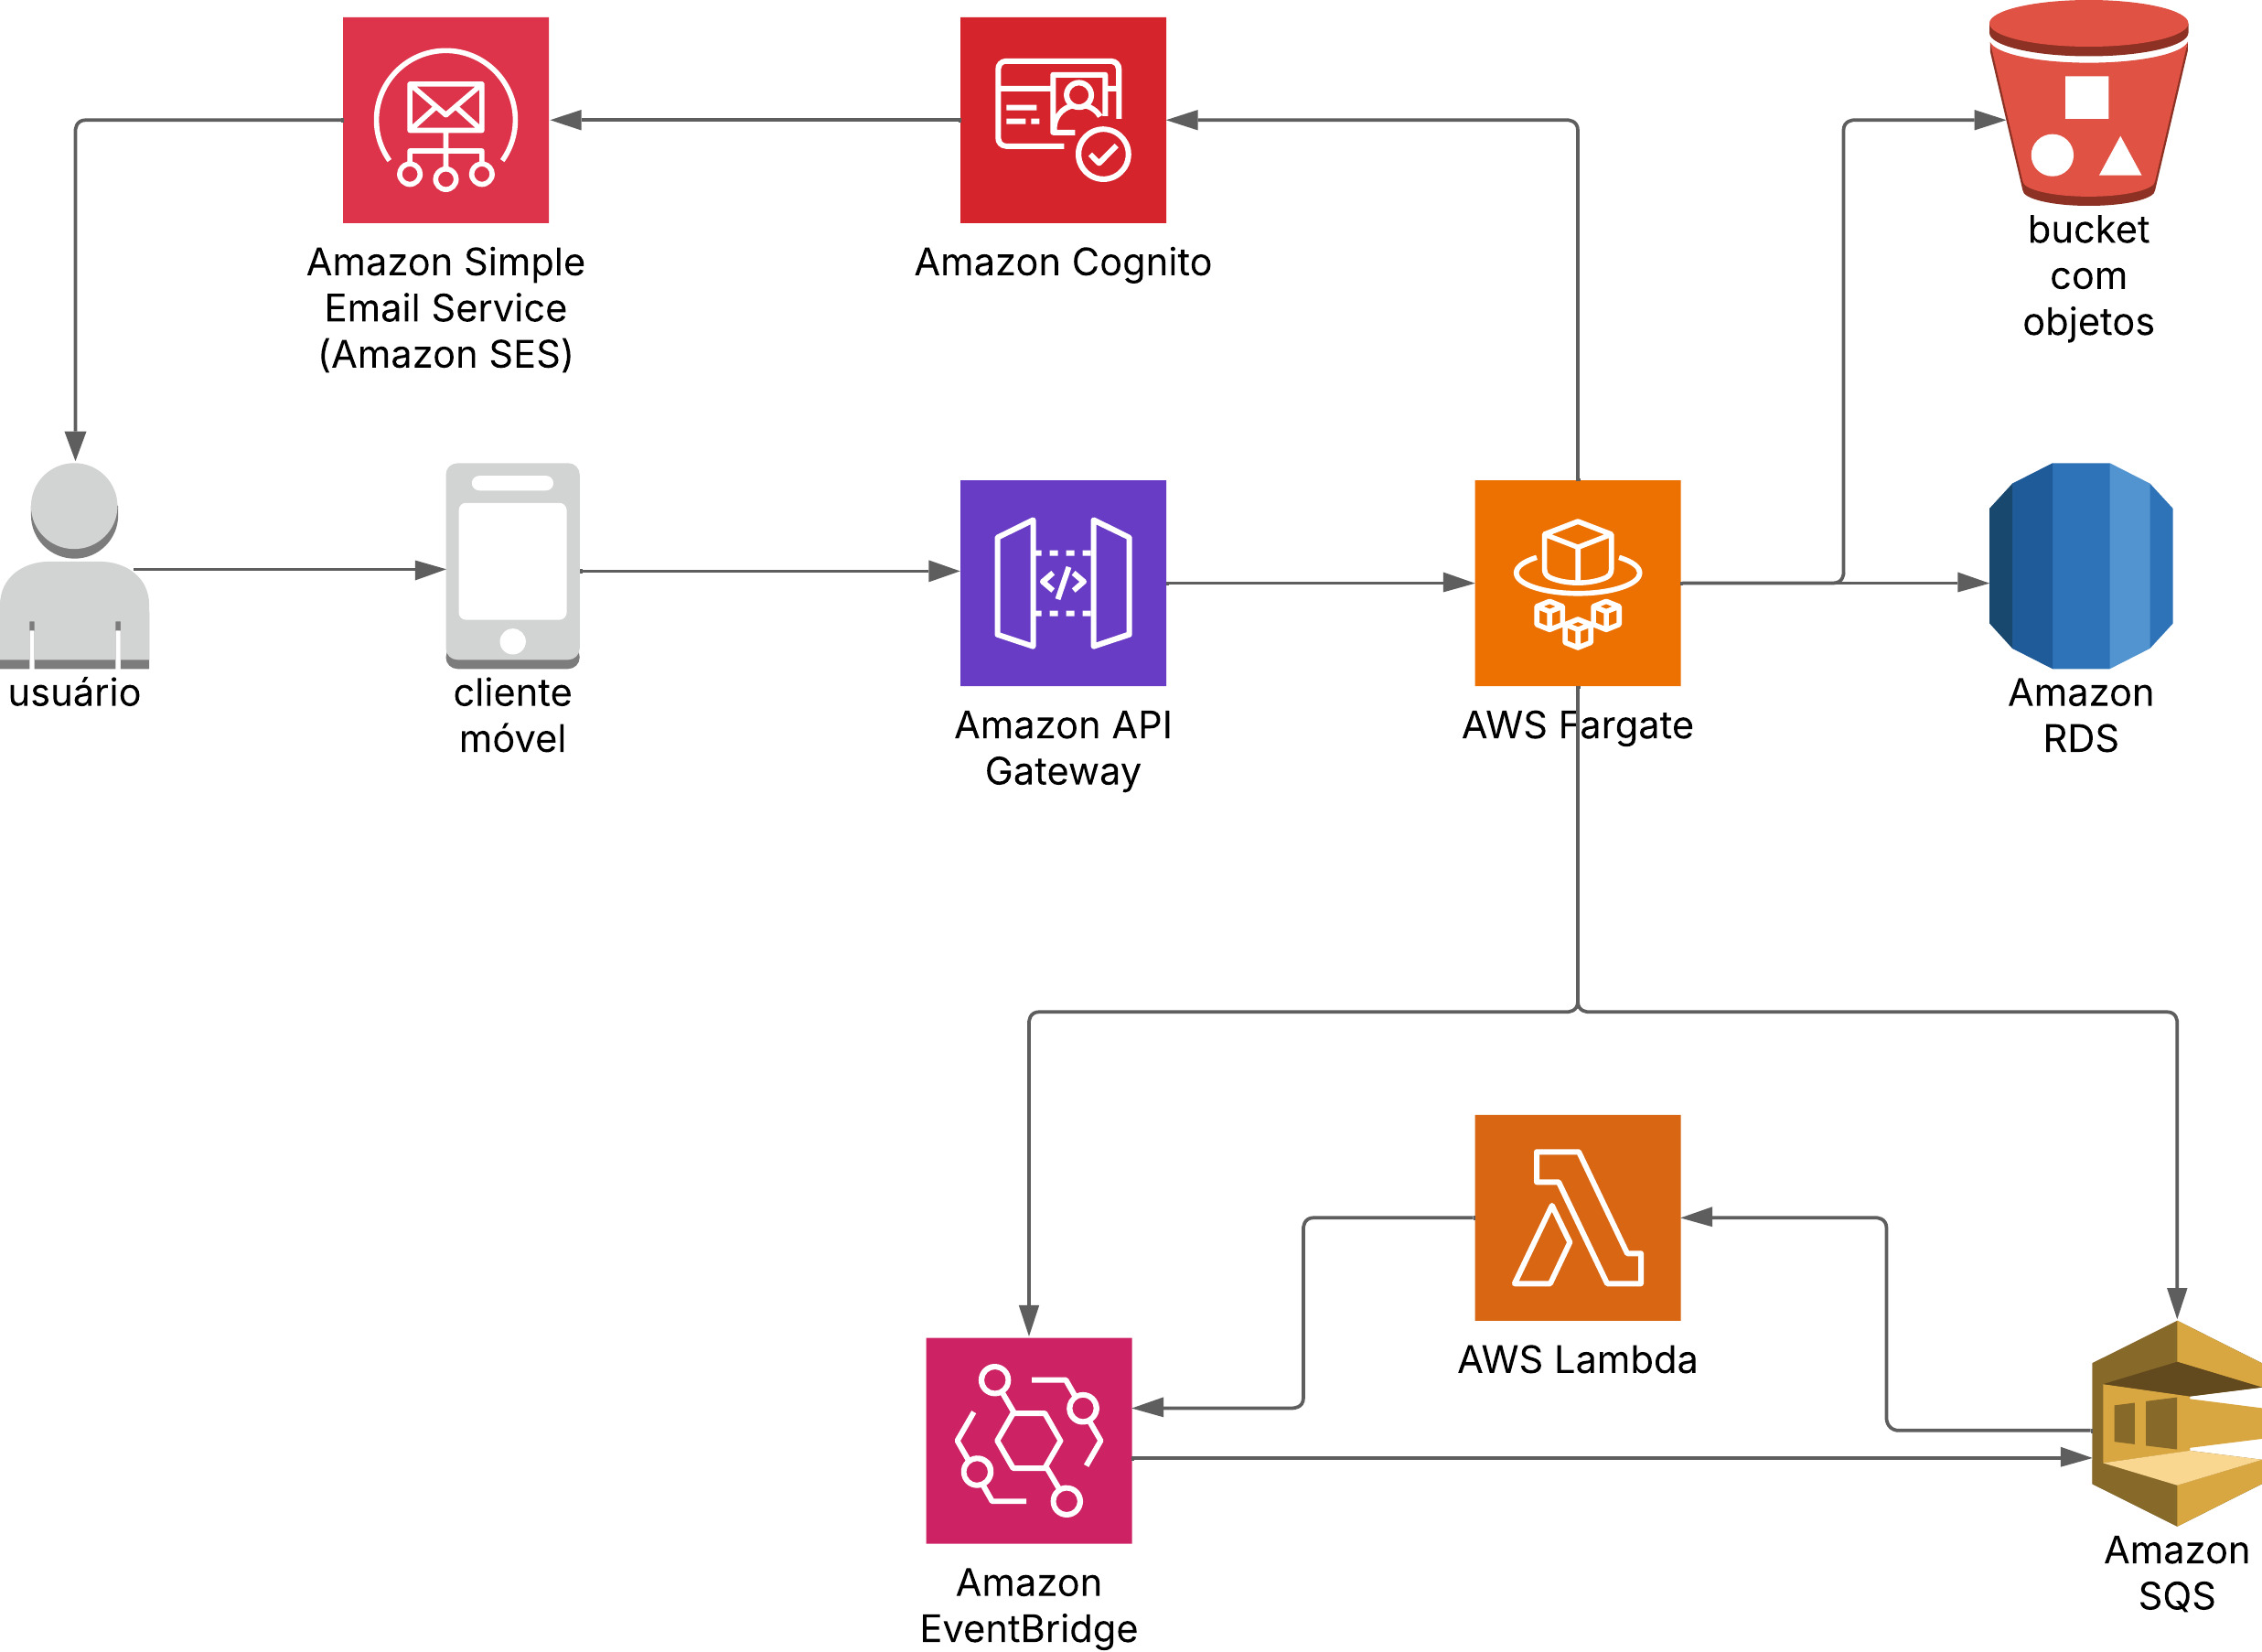 Amazon Simple
Email Service
(Amazon SES)
Amazon Cognito
bucket
com
objetos
usuário
cliente
móvel
Amazon API
Gateway
AWS Fargate
Amazon
RDS
AWS Lambda
Amazon
EventBridge
Amazon
SQS